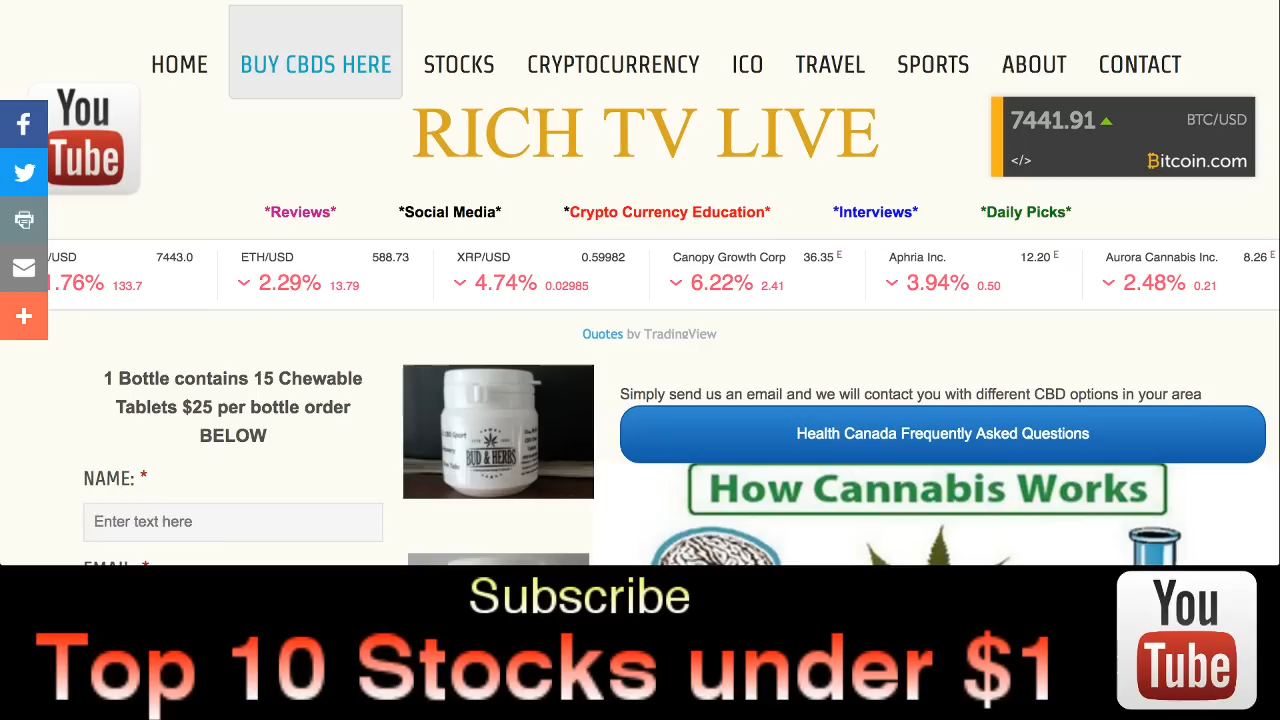 HOME BUY CBDS HERE STOCKS CRYPTOCURRENCY ICO TRAVEL SPORTS ABOUT CONTACT
You
Tube
RICH TV LIVE
7441.91 BTC/USD
</> Bitcoin.com
*Reviews* *Social Media* *Crypto Currency Education* *Interviews* *Daily Picks*
/USD 7443.0 ETH/USD 588.73 XRP/USD 0.59982 Canopy Growth Corp 36.35 E Aphria Inc. 12.20 E Aurora Cannabis Inc. 8.26 E
1.76% 133.7 2.29% 13.79 4.74% 0.02985 6.22% 2.41 3.94% 0.50 2.48% 0.21
Quotes by TradingView
1 Bottle contains 15 Chewable
Tablets $25 per bottle order
BELOW
BUD & HERBS
Simply send us an email and we will contact you with different CBD options in your area
Health Canada Frequently Asked Questions
How Cannabis Works
NAME: *
Enter text here
EMAIL *
Subscribe
Top 10 Stocks under $1
You
Tube